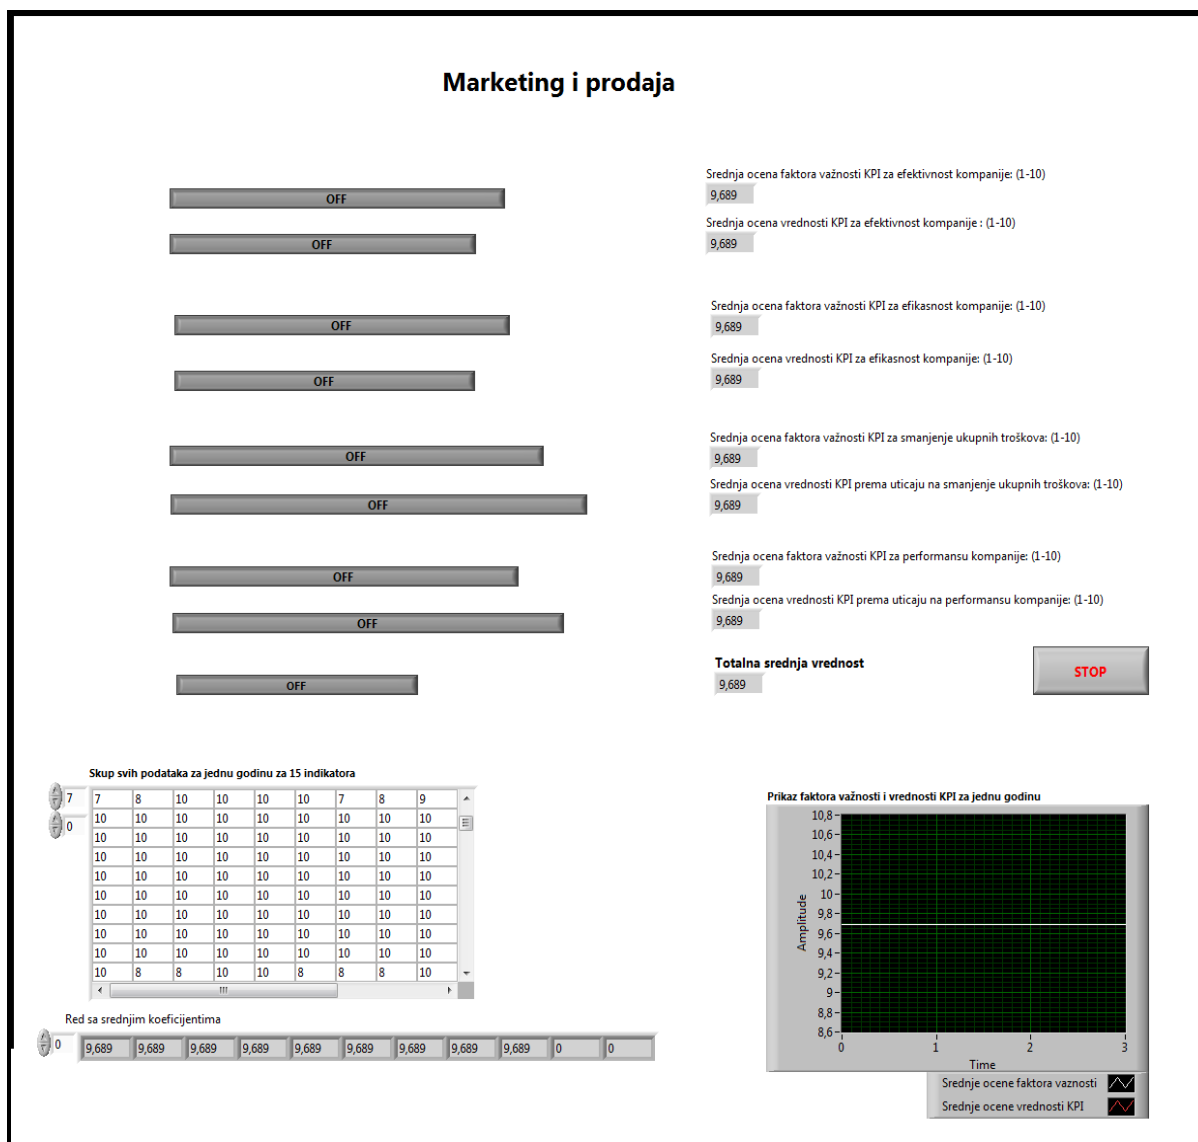 Marketing i prodaja
OFF
Srednja ocena faktora važnosti KPI za efektivnost kompanije: (1-10)
9,689
OFF
Srednja ocena vrednosti KPI za efektivnost kompanije : (1-10)
9,689
OFF
Srednja ocena faktora važnosti KPI za efikasnost kompanije: (1-10)
9,689
OFF
Srednja ocena vrednosti KPI za efikasnost kompanije: (1-10)
9,689
OFF
Srednja ocena faktora važnosti KPI za smanjenje ukupnih troškova: (1-10)
9,689
OFF
Srednja ocena vrednosti KPI prema uticaju na smanjenje ukupnih troškova: (1-10)
9,689
OFF
Srednja ocena faktora važnosti KPI za performansu kompanije: (1-10)
9,689
OFF
Srednja ocena vrednosti KPI prema uticaju na performansu kompanije: (1-10)
9,689
OFF
Totalna srednja vrednost
9,689
STOP
Skup svih podataka za jednu godinu za 15 indikatora
7
0
7 8 10 10 10 10 7 8 9
10 10 10 10 10 10 10 10 10
10 10 10 10 10 10 10 10 10
10 10 10 10 10 10 10 10 10
10 10 10 10 10 10 10 10 10
10 10 10 10 10 10 10 10 10
10 10 10 10 10 10 10 10 10
10 10 10 10 10 10 10 10 10
10 10 10 10 10 10 10 10 10
10 8 8 10 10 8 8 8 10
Red sa srednjim koeficijentima
0 9,689 9,689 9,689 9,689 9,689 9,689 9,689 9,689 9,689 0 0
Prikaz faktora važnosti i vrednosti KPI za jednu godinu
10,8
10,6
10,4
10,2
10
9,8
9,6
9,4
9,2
9
8,8
8,6
Amplitude
0 1 2 3
Time
Srednje ocene faktora vaznosti
Srednje ocene vrednosti KPI